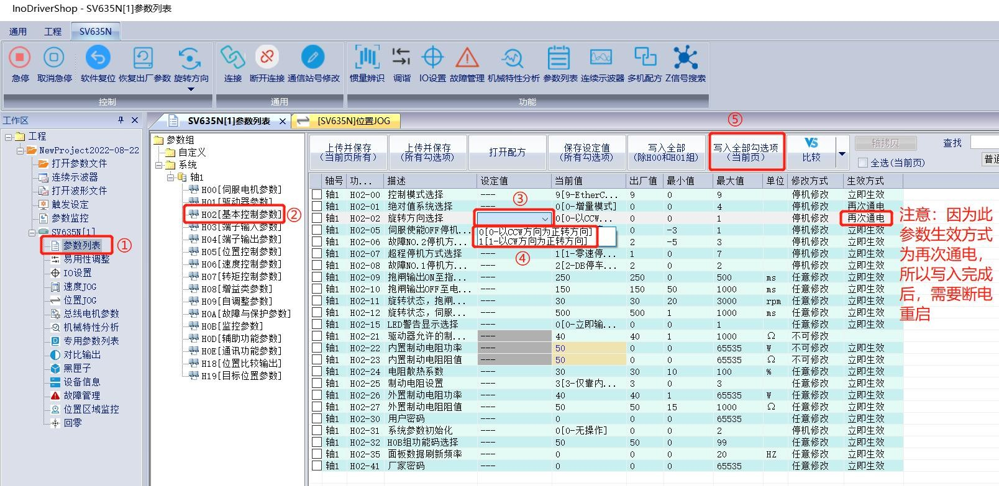 InoDriverShop - SV635N[1]参数列表
通用 工程 SV635N
急停 取消急停 软件复位 恢复出厂参数 旋转方向 连接 断开连接 通信站号修改 惯量辨识 调谐 IO设置 故障管理 机械特性分析 参数列表 连续示波器 多机配方 Z信号搜索
控制 通用 功能
工作区
工程
NewProject2022-08-22
打开参数文件
连续示波器
打开波形文件
触发设定
参数监控
SV635N[1]
参数列表 ①
易用性调整
IO设置
速度JOG
位置JOG
总线电机参数
机械特性分析
专用参数列表
对比输出
黑匣子
设备信息
故障管理
位置区域监控
回零
SV635N[1]参数列表 [SV635N]位置JOG
参数组
自定义
系统
轴1
H00[伺服电机参数]
H01[驱动器参数]
H02[基本控制参数] ②
H03[端子输入参数]
H04[端子输出参数]
H05[位置控制参数]
H06[速度控制参数]
H07[转矩控制参数]
H08[增益类参数]
H09[自调整参数]
H0A[故障与保护参数]
H0B[监控参数]
H0D[辅助功能参数]
H0E[通讯功能参数]
H18[位置比较输出]
H19[目标位置参数]
⑤
上传并保存
(当前页所有)
上传并保存
(所有勾选项)
打开配方
保存设定值
(所有勾选项)
写入全部
(除H00和H01組)
写入全部勾选项
(当前页)
VS
比较
轴拷贝
全选(当前页)
查找
普通
轴号 功... 描述 设定值 当前值 出厂值 最小值 最大值 单位 修改方式 生效方式
轴1 H02-00 控制模式选择 --- 9[9-EtherC... 9 0 9 停机修改 立即生效
轴1 H02-01 绝对值系统选择 --- 0[0-增量模式] 0 0 4 停机修改 再次通电
轴1 H02-02 旋转方向选择 0[0-以CCW... 0 0 1 停机修改 再次通电
轴1 H02-05 伺服使能OFF停机... 0 -3 1 停机修改 立即生效
轴1 H02-06 故障NO.2停机方... 2 -5 3 停机修改 立即生效
轴1 H02-07 超程停机方式选择 --- 1[1-零速停... 1 0 7 停机修改 立即生效
轴1 H02-08 故障NO.1停机方... --- 2[2-DB停车... 2 0 2 停机修改 立即生效
轴1 H02-09 抱闸输出ON至指... --- 250 250 0 500 ms 任意修改 立即生效
轴1 H02-10 抱闸输出OFF至电... --- 150 150 50 1000 ms 任意修改 立即生效
轴1 H02-11 旋转状态，抱闸... --- 30 30 20 3000 rpm 任意修改 立即生效
轴1 H02-12 旋转状态，伺服... --- 500 500 1 1000 ms 任意修改 立即生效
轴1 H02-15 LED警告显示选择 --- 0[0-立即输... 0 0 1 任意修改 立即生效
轴1 H02-21 驱动器允许的制... --- 40 40 1 1000 Ω 不可修改
轴1 H02-22 内置制动电阻功率 --- 50 0 0 65535 W 不可修改 立即生效
轴1 H02-23 内置制动电阻阻值 --- 50 0 0 65535 Ω 不可修改 立即生效
轴1 H02-24 电阻散热系数 --- 30 30 10 100 % 任意修改 立即生效
轴1 H02-25 制动电阻设置 --- 3[3-仅靠内... 3 0 3 任意修改 立即生效
轴1 H02-26 外置制动电阻功率 --- 40 40 1 65535 W 任意修改 立即生效
轴1 H02-27 外置制动电阻阻值 --- 50 50 15 1000 Ω 任意修改 立即生效
轴1 H02-30 用户密码 --- 0 0 0 65535 任意修改 立即生效
轴1 H02-31 系统参数初始化 --- 0[0-无操作] 0 0 2 停机修改 立即生效
轴1 H02-32 H0B组功能码选择 --- 50 50 0 99 任意修改 立即生效
轴1 H02-35 面板数据刷新频率 --- 0 0 0 20 HZ 任意修改 立即生效
轴1 H02-41 厂家密码 --- 0 0 0 65535 任意修改 立即生效
③
0[0-以CCW方向为正转方向]
1[1-以CW方向为正转方向]
④
注意：因为此
参数生效方式
为再次通电，
所以写入完成
后，需要断电
重启